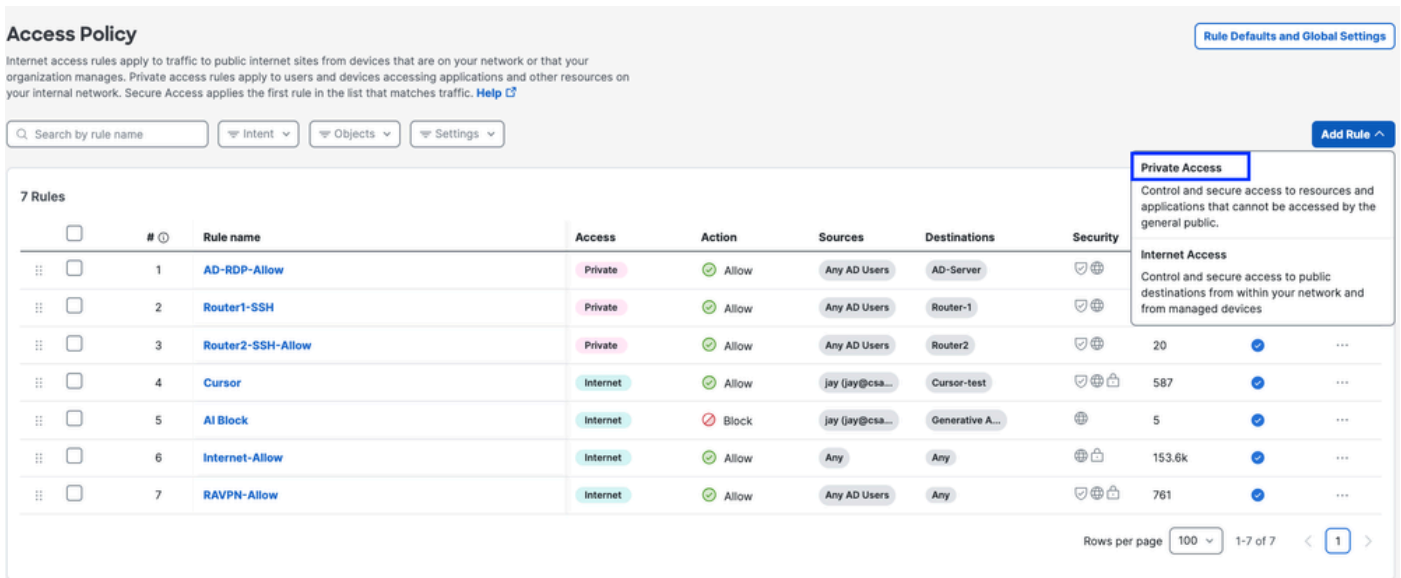 Access Policy
Rule Defaults and Global Settings
Internet access rules apply to traffic to public internet sites from devices that are on your network or that your
organization manages. Private access rules apply to users and devices accessing applications and other resources on
your internal network. Secure Access applies the first rule in the list that matches traffic. Help
Search by rule name Intent Objects Settings Add Rule
Private Access
Control and secure access to resources and
applications that cannot be accessed by the
general public.
Internet Access
Control and secure access to public
destinations from within your network and
from managed devices
7 Rules
# Rule name Access Action Sources Destinations Security
1 AD-RDP-Allow Private Allow Any AD Users AD-Server
2 Router1-SSH Private Allow Any AD Users Router-1
3 Router2-SSH-Allow Private Allow Any AD Users Router2 20 ...
4 Cursor Internet Allow jay (jay@csa... Cursor-test 587 ...
5 AI Block Internet Block jay (jay@csa... Generative A... 5 ...
6 Internet-Allow Internet Allow Any Any 153.6k ...
7 RAVPN-Allow Internet Allow Any AD Users Any 761 ...
Rows per page 100 1-7 of 7 < 1 >